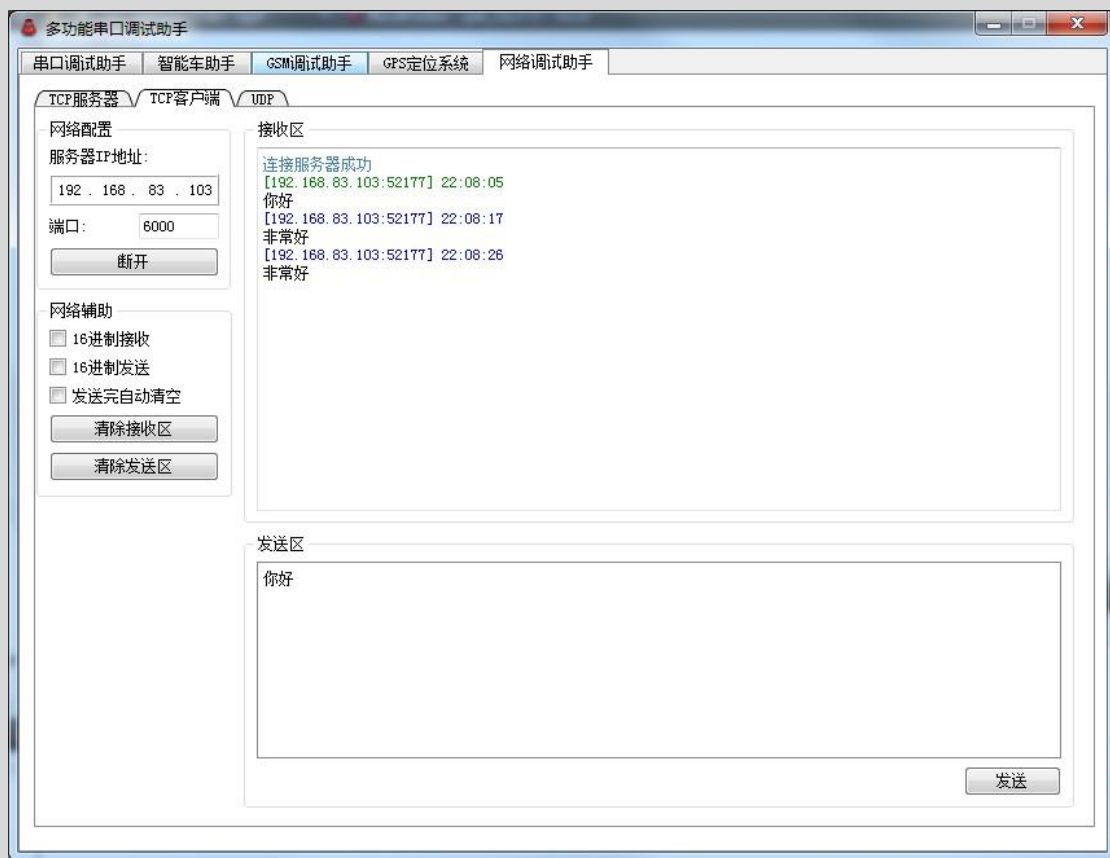 多功能串口调试助手
串口调试助手 智能车助手 GSM调试助手 GPS定位系统 网络调试助手
TCP服务器 TCP客户端 UDP
网络配置
服务器IP地址:
192 . 168 . 83 . 103
端口: 6000
断开
网络辅助
16进制接收
16进制发送
发送完自动清空
清除接收区
清除发送区
接收区
连接服务器成功
[192.168.83.103:52177] 22:08:05
你好
[192.168.83.103:52177] 22:08:17
非常好
[192.168.83.103:52177] 22:08:26
非常好
发送区
你好
发送